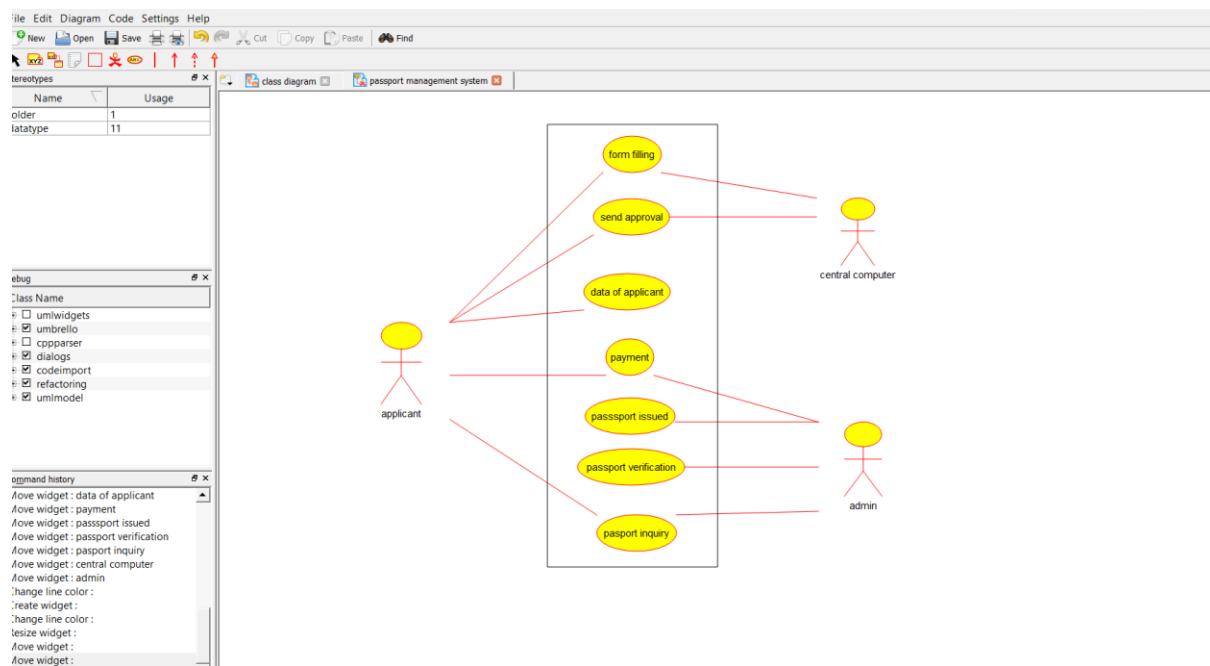 ile Edit Diagram Code Settings Help
New Open Save Cut Copy Paste Find
XYZ ABC
tereotypes
Name Usage
older 1
latatype 11
class diagram passport management system
ebug
Class Name
umlwidgets
umbrello
cppparser
dialogs
codeimport
refactoring
umlmodel
ommand history
Move widget : data of applicant
Move widget : payment
Move widget : passsport issued
Move widget : passport verification
Move widget : pasport inquiry
Move widget : central computer
Move widget : admin
Change line color :
Create widget :
Change line color :
Resize widget :
Move widget :
Move widget :
form filling
send approval
central computer
data of applicant
payment
applicant
passsport issued
passport verification
admin
pasport inquiry